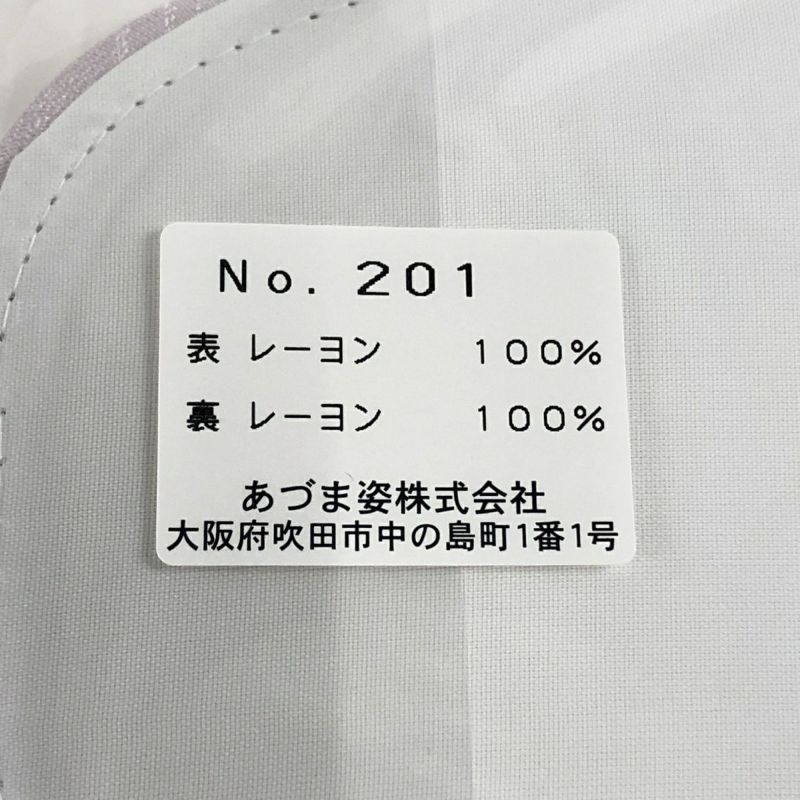 No. 201
表 レーヨン 100%
裏 レーヨン 100%
あづま姿株式会社
大阪府吹田市中の島町1番1号